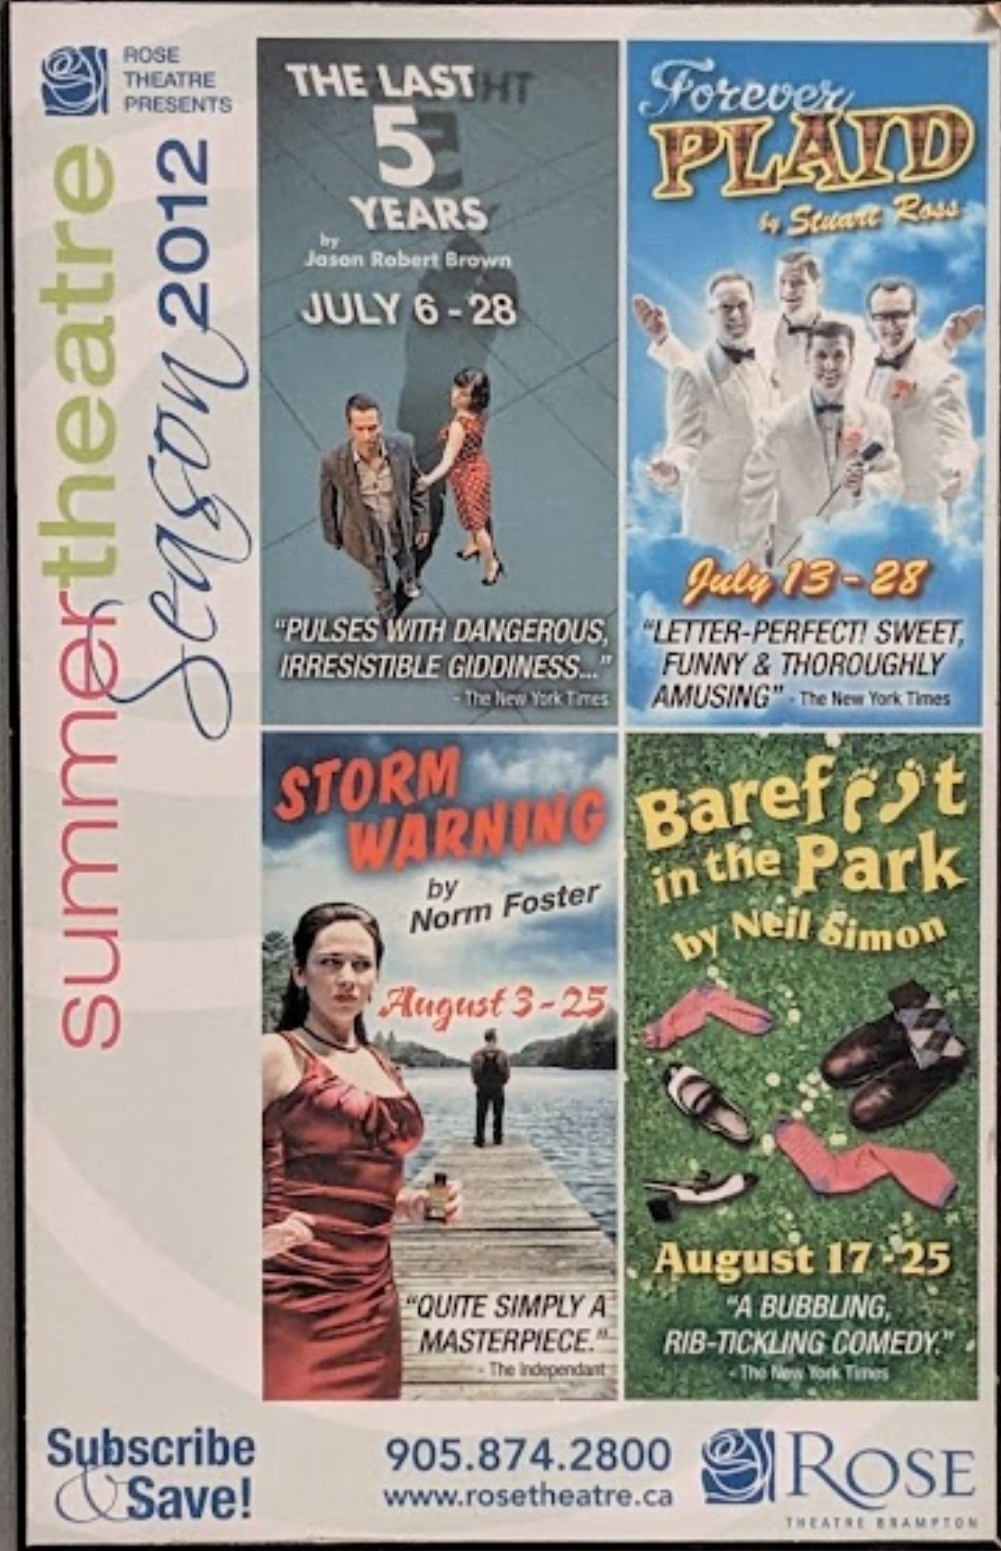 ROSE
THEATRE
PRESENTS
summertheatre
season 2012
THE LAST
5
YEARS
by
Jason Robert Brown
JULY 6 - 28
"PULSES WITH DANGEROUS,
IRRESISTIBLE GIDDINESS..."
- The New York Times
Forever
PLAID
by Stuart Ross
July 13 - 28
"LETTER-PERFECT! SWEET,
FUNNY & THOROUGHLY
AMUSING" - The New York Times
STORM
WARNING
by
Norm Foster
August 3 - 25
"QUITE SIMPLY A
MASTERPIECE."
- The Independant
Barefoot
in the Park
by Neil Simon
August 17 - 25
"A BUBBLING,
RIB-TICKLING COMEDY."
- The New York Times
Subscribe
& Save!
905.874.2800
www.rosetheatre.ca
ROSE
THEATRE BRAMPTON